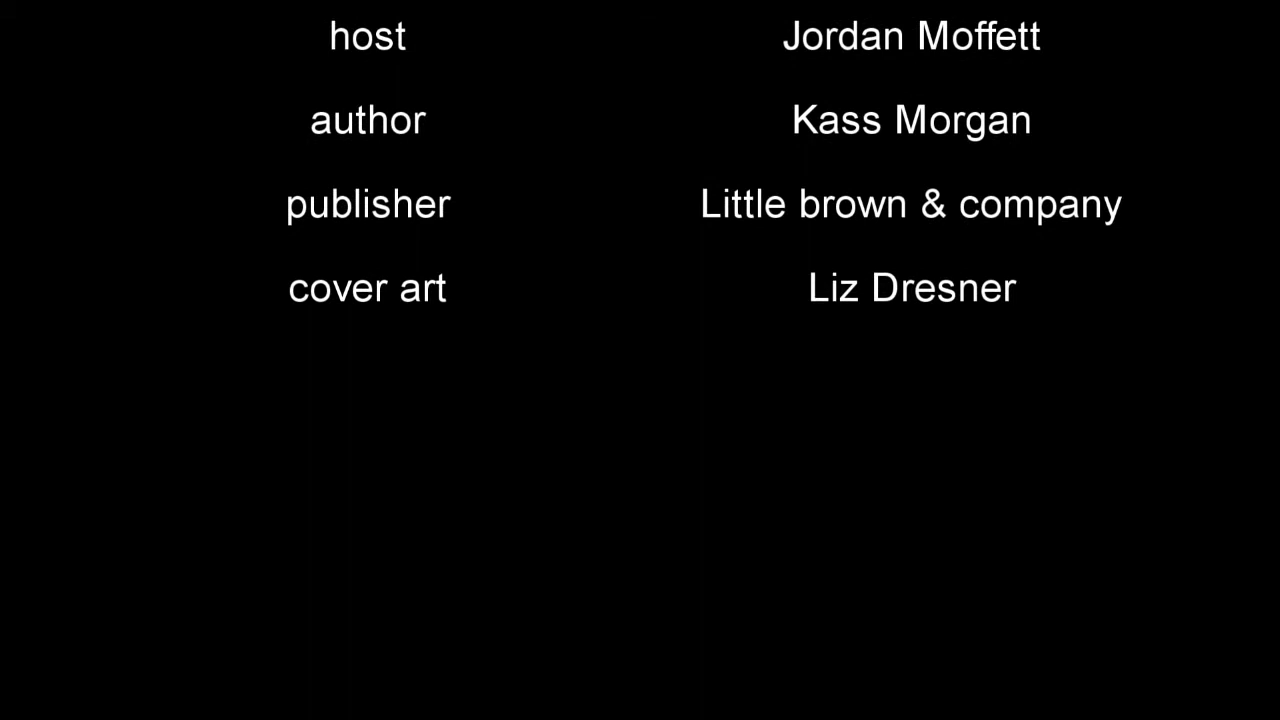 host Jordan Moffett
author Kass Morgan
publisher Little brown & company
cover art Liz Dresner